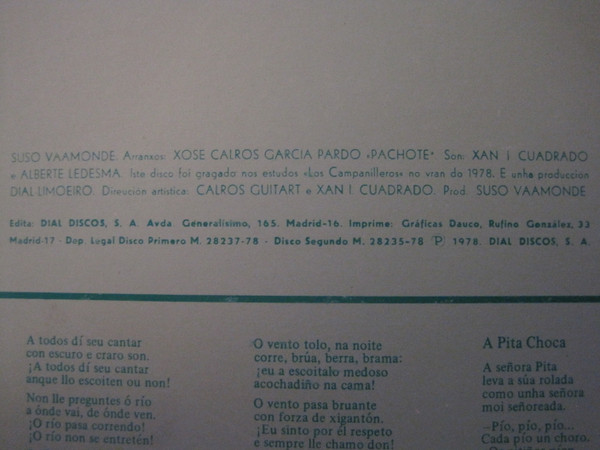 SUSO VAAMONDE. Arranxos: XOSE CALROS GARCIA PARDO «PACHOTE» Son: XAN I CUADRADO
e ALBERTE LEDESMA. Iste disco foi gragado nos estudos «Los Campanilleros» no vran do 1978. E unha producción
DIAL LIMOEIRO. Direución artística: CALROS GUITART e XAN I CUADRADO. Prod. SUSO VAAMONDE
Edita: DIAL DISCOS, S. A. Avda Generalísimo, 165. Madrid-16. Imprime: Gráficas Dauco, Rufino González, 33
Madrid-17 - Dep. Legal Disco Primero M. 28237-78 - Disco Segundo M. 28235-78 Ⓟ 1978. DIAL DISCOS, S. A.
A todos dí seu cantar
con escuro e craro son.
¡A todos dí seu cantar
anque llo escoiten ou non!
Non lle preguntes ó río
a ónde vai, de ónde ven.
¡O río pasa correndo!
¡O río non se entretén!
O vento tolo, na noite
corre, brúa, berra, brama:
¡eu a escoitalo medoso
acochadiño na cama!
O vento pasa bruante
con forza de xigantón.
¡Eu sinto por él respeto
e sempre lle chamo don!
A Pita Choca
A señora Pita
leva a súa rolada
como unha señora
moi señoreada.
–Pío, pío, pío...
Cada pío un choro.